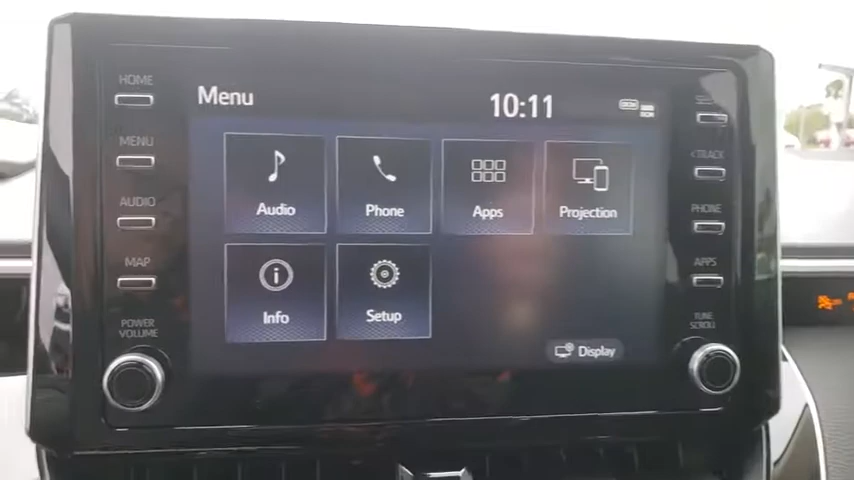 HOME
MENU
AUDIO
MAP
POWER
VOLUME
Menu
10:11
Audio
Phone
Apps
Projection
Info
Setup
Display
TRACK
PHONE
APPS
TUNE
SCROLL